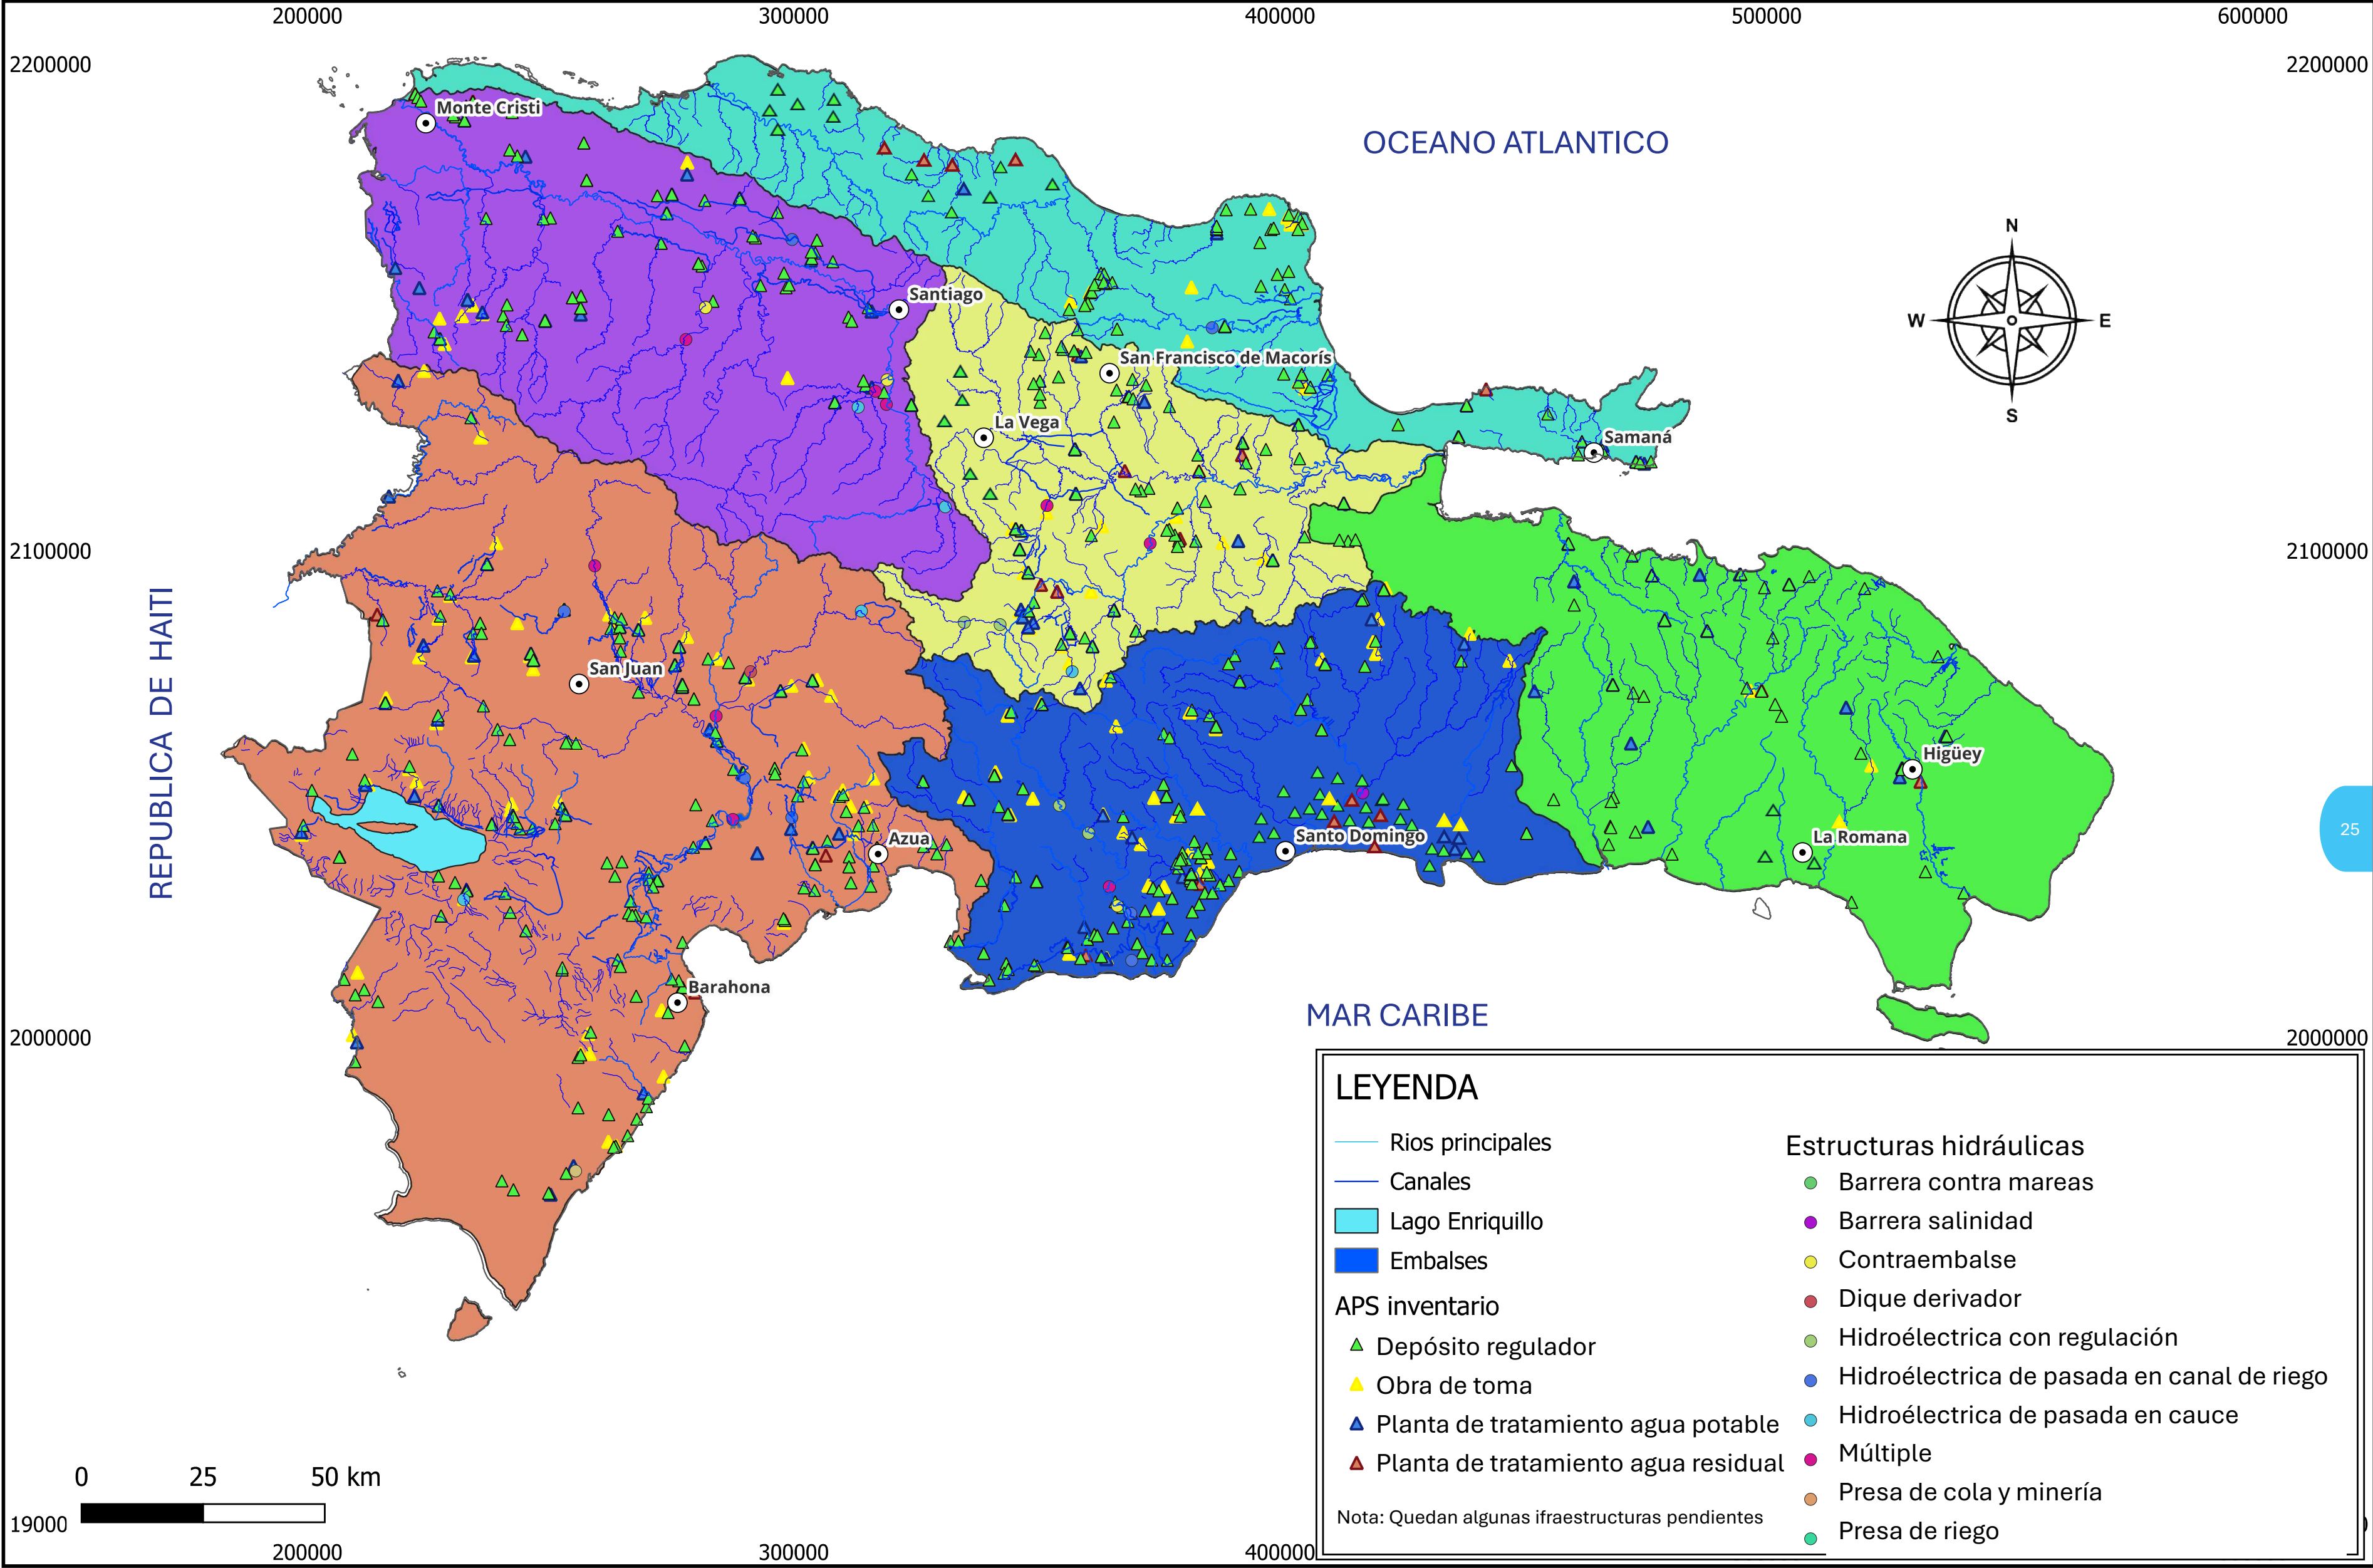 200000 300000 400000 500000 600000
2200000 2200000
Monte Cristi
OCEANO ATLANTICO
N
Santiago
W E
San Francisco de Macorís
S
La Vega
Samaná
2100000 2100000
REPUBLICA DE HAITI
San Juan
Higüey
25
Azua
Santo Domingo
La Romana
Barahona
MAR CARIBE
2000000 2000000
LEYENDA
Rios principales
Canales
Lago Enriquillo
Embalses
APS inventario
Depósito regulador
Obra de toma
Planta de tratamiento agua potable
Planta de tratamiento agua residual
Nota: Quedan algunas ifraestructuras pendientes
Estructuras hidráulicas
Barrera contra mareas
Barrera salinidad
Contraembalse
Dique derivador
Hidroélectrica con regulación
Hidroélectrica de pasada en canal de riego
Hidroélectrica de pasada en cauce
Múltiple
Presa de cola y minería
Presa de riego
0 25 50 km
19000
200000 300000 400000